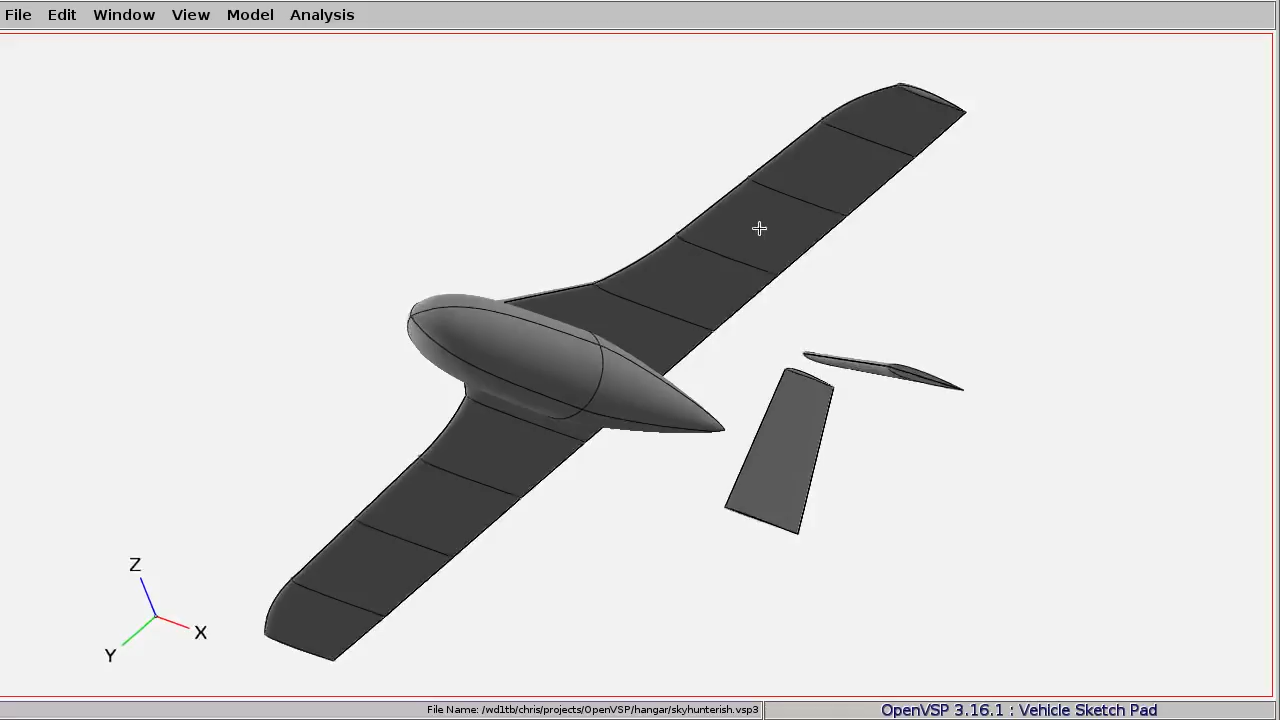 File Edit Window View Model Analysis
Z
X
Y
File Name: /wd1tb/chris/projects/OpenVSP/hangar/skyhunterish.vsp3
OpenVSP 3.16.1 : Vehicle Sketch Pad